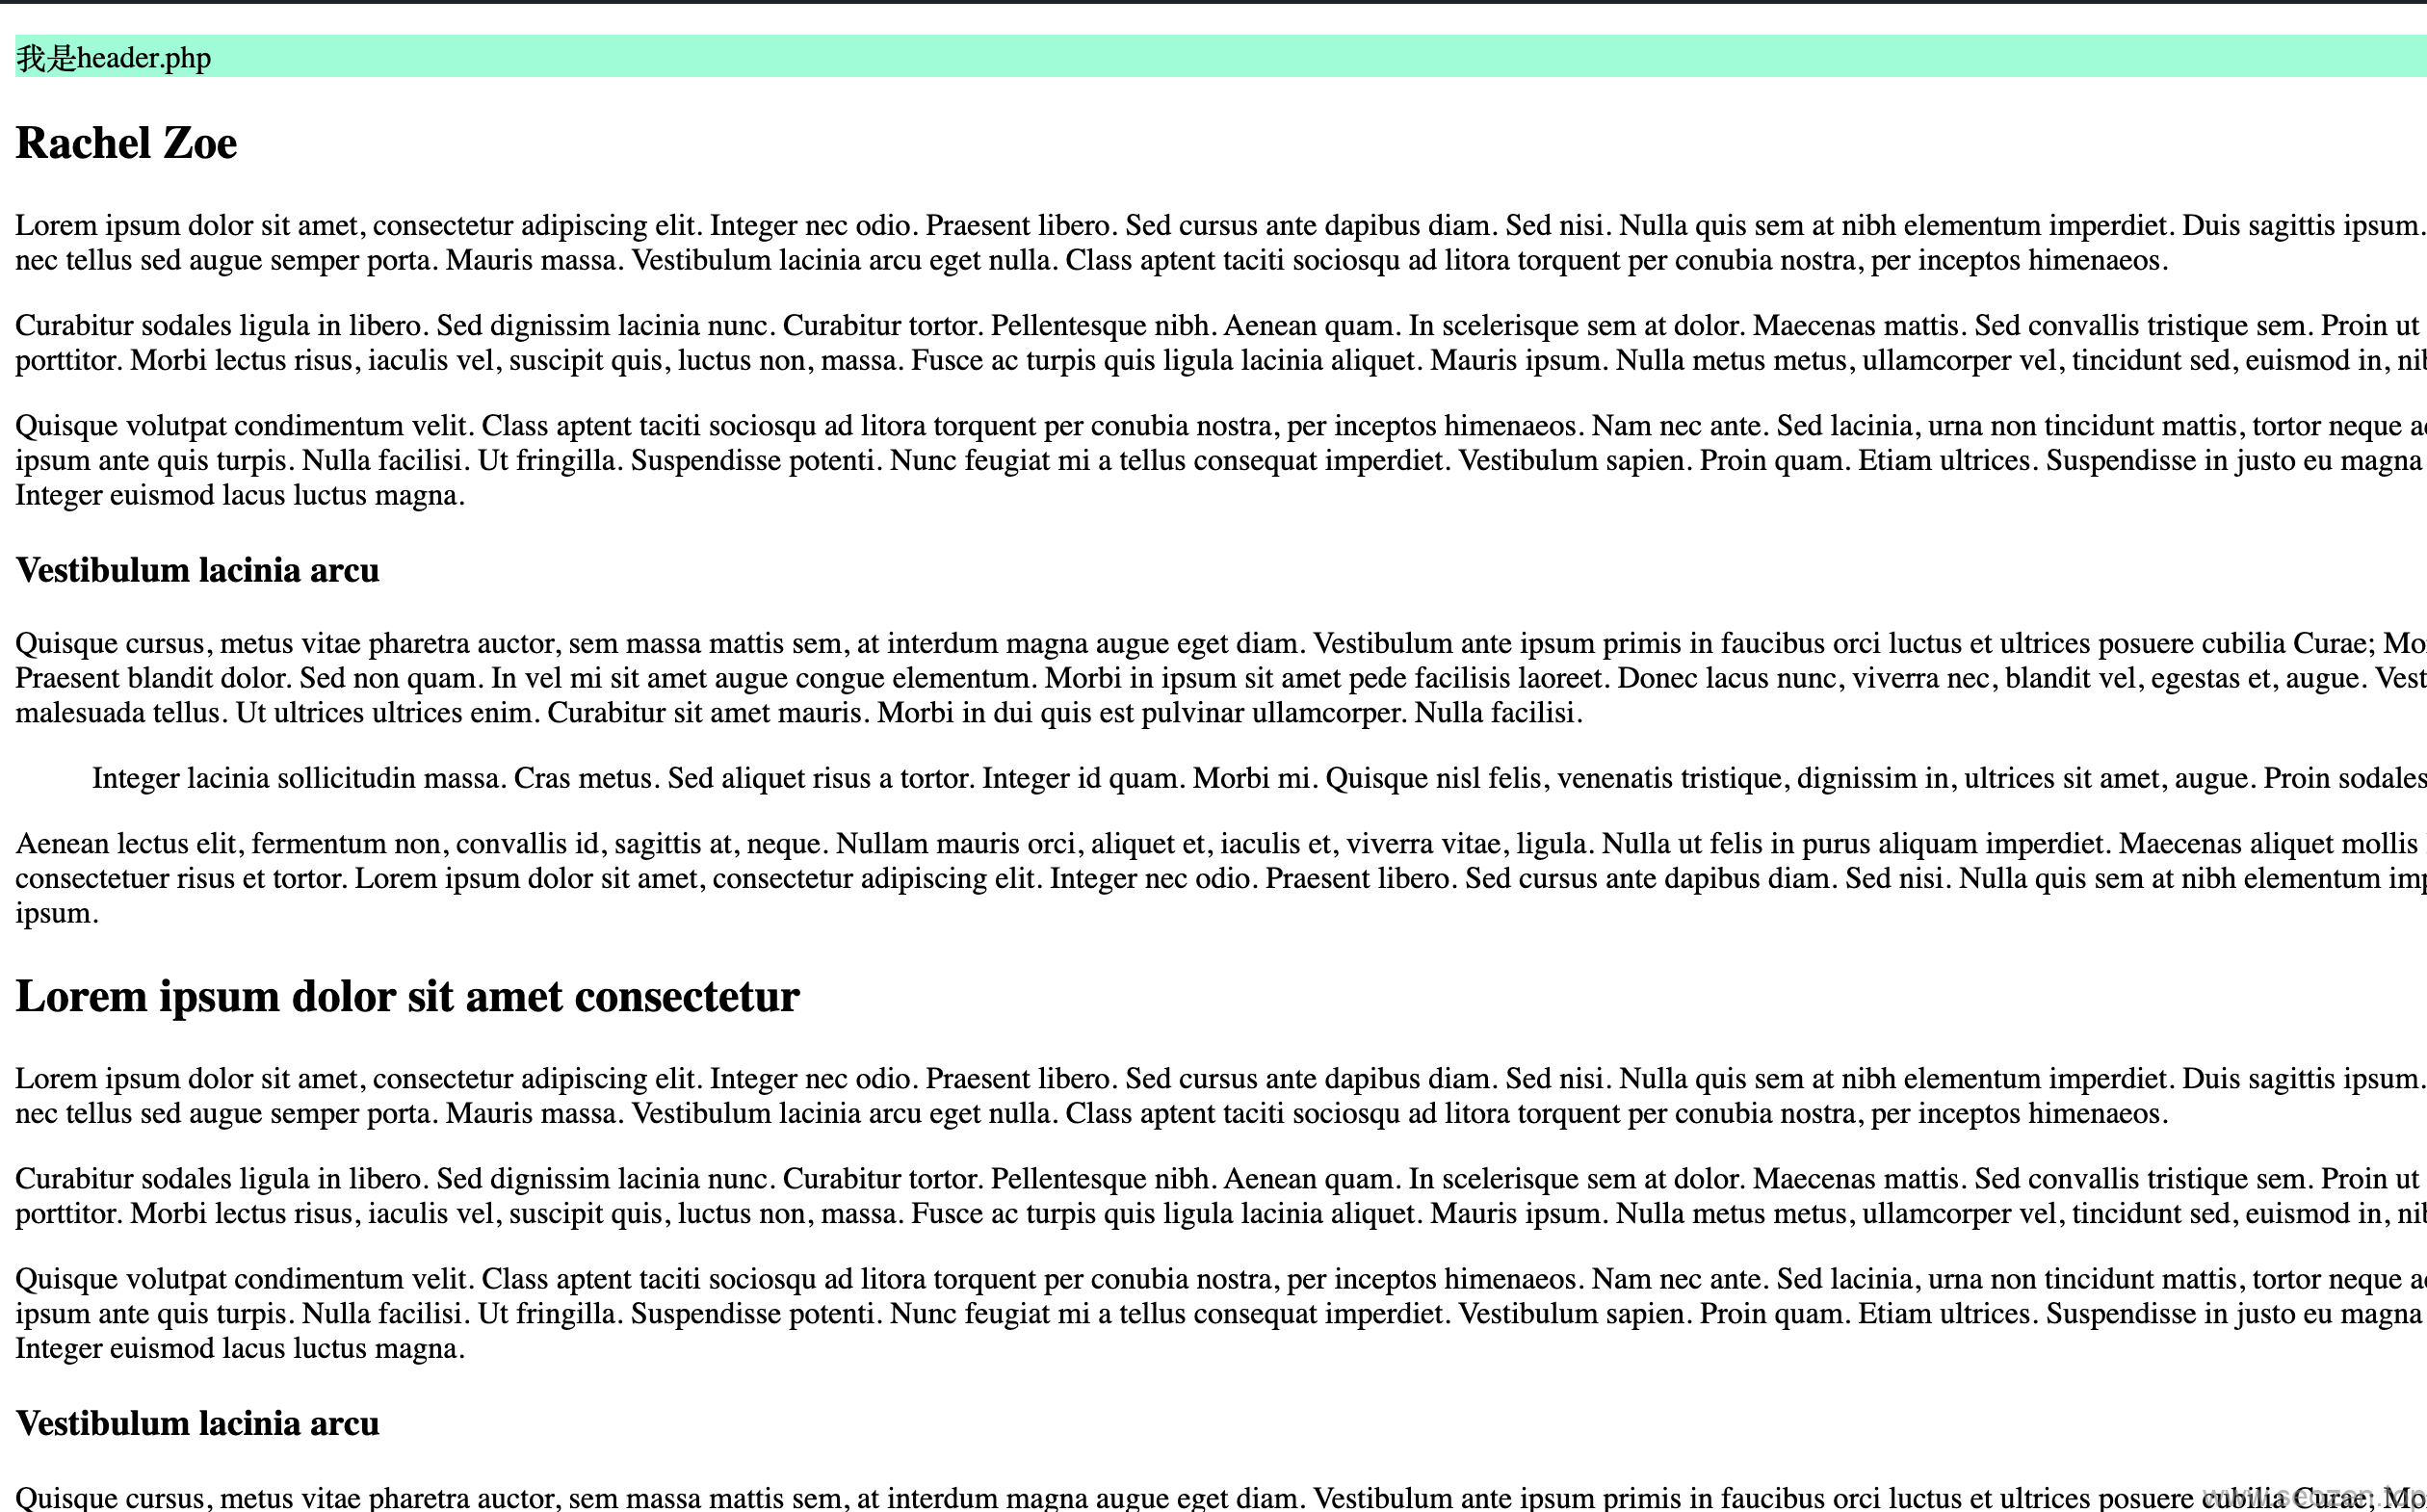 我是header.php
Rachel Zoe
Lorem ipsum dolor sit amet, consectetur adipiscing elit. Integer nec odio. Praesent libero. Sed cursus ante dapibus diam. Sed nisi. Nulla quis sem at nibh elementum imperdiet. Duis sagittis ipsum.
nec tellus sed augue semper porta. Mauris massa. Vestibulum lacinia arcu eget nulla. Class aptent taciti sociosqu ad litora torquent per conubia nostra, per inceptos himenaeos.
Curabitur sodales ligula in libero. Sed dignissim lacinia nunc. Curabitur tortor. Pellentesque nibh. Aenean quam. In scelerisque sem at dolor. Maecenas mattis. Sed convallis tristique sem. Proin ut
porttitor. Morbi lectus risus, iaculis vel, suscipit quis, luctus non, massa. Fusce ac turpis quis ligula lacinia aliquet. Mauris ipsum. Nulla metus metus, ullamcorper vel, tincidunt sed, euismod in,
Quisque volutpat condimentum velit. Class aptent taciti sociosqu ad litora torquent per conubia nostra, per inceptos himenaeos. Nam nec ante. Sed lacinia, urna non tincidunt mattis, tortor neque
ipsum ante quis turpis. Nulla facilisi. Ut fringilla. Suspendisse potenti. Nunc feugiat mi a tellus consequat imperdiet. Vestibulum sapien. Proin quam. Etiam ultrices. Suspendisse in justo eu magna
Integer euismod lacus luctus magna.
Vestibulum lacinia arcu
Quisque cursus, metus vitae pharetra auctor, sem massa mattis sem, at interdum magna augue eget diam. Vestibulum ante ipsum primis in faucibus orci luctus et ultrices posuere cubilia Curae;
Praesent blandit dolor. Sed non quam. In vel mi sit amet augue congue elementum. Morbi in ipsum sit amet pede facilisis laoreet. Donec lacus nunc, viverra nec, blandit vel, egestas et, augue.
malesuada tellus. Ut ultrices ultrices enim. Curabitur sit amet mauris. Morbi in dui quis est pulvinar ullamcorper. Nulla facilisi.
Integer lacinia sollicitudin massa. Cras metus. Sed aliquet risus a tortor. Integer id quam. Morbi mi. Quisque nisl felis, venenatis tristique, dignissim in, ultrices sit amet, augue. Proin sodales
Aenean lectus elit, fermentum non, convallis id, sagittis at, neque. Nullam mauris orci, aliquet et, iaculis et, viverra vitae, ligula. Nulla ut felis in purus aliquam imperdiet. Maecenas aliquet mollis
consectetuer risus et tortor. Lorem ipsum dolor sit amet, consectetur adipiscing elit. Integer nec odio. Praesent libero. Sed cursus ante dapibus diam. Sed nisi. Nulla quis sem at nibh elementum
ipsum.
Lorem ipsum dolor sit amet consectetur
Lorem ipsum dolor sit amet, consectetur adipiscing elit. Integer nec odio. Praesent libero. Sed cursus ante dapibus diam. Sed nisi. Nulla quis sem at nibh elementum imperdiet. Duis sagittis ipsum.
nec tellus sed augue semper porta. Mauris massa. Vestibulum lacinia arcu eget nulla. Class aptent taciti sociosqu ad litora torquent per conubia nostra, per inceptos himenaeos.
Curabitur sodales ligula in libero. Sed dignissim lacinia nunc. Curabitur tortor. Pellentesque nibh. Aenean quam. In scelerisque sem at dolor. Maecenas mattis. Sed convallis tristique sem. Proin ut
porttitor. Morbi lectus risus, iaculis vel, suscipit quis, luctus non, massa. Fusce ac turpis quis ligula lacinia aliquet. Mauris ipsum. Nulla metus metus, ullamcorper vel, tincidunt sed, euismod in,
Quisque volutpat condimentum velit. Class aptent taciti sociosqu ad litora torquent per conubia nostra, per inceptos himenaeos. Nam nec ante. Sed lacinia, urna non tincidunt mattis, tortor neque
ipsum ante quis turpis. Nulla facilisi. Ut fringilla. Suspendisse potenti. Nunc feugiat mi a tellus consequat imperdiet. Vestibulum sapien. Proin quam. Etiam ultrices. Suspendisse in justo eu magna
Integer euismod lacus luctus magna.
Vestibulum lacinia arcu
Quisque cursus, metus vitae pharetra auctor, sem massa mattis sem, at interdum magna augue eget diam. Vestibulum ante ipsum primis in faucibus orci luctus et ultrices posuere cubilia Curae;